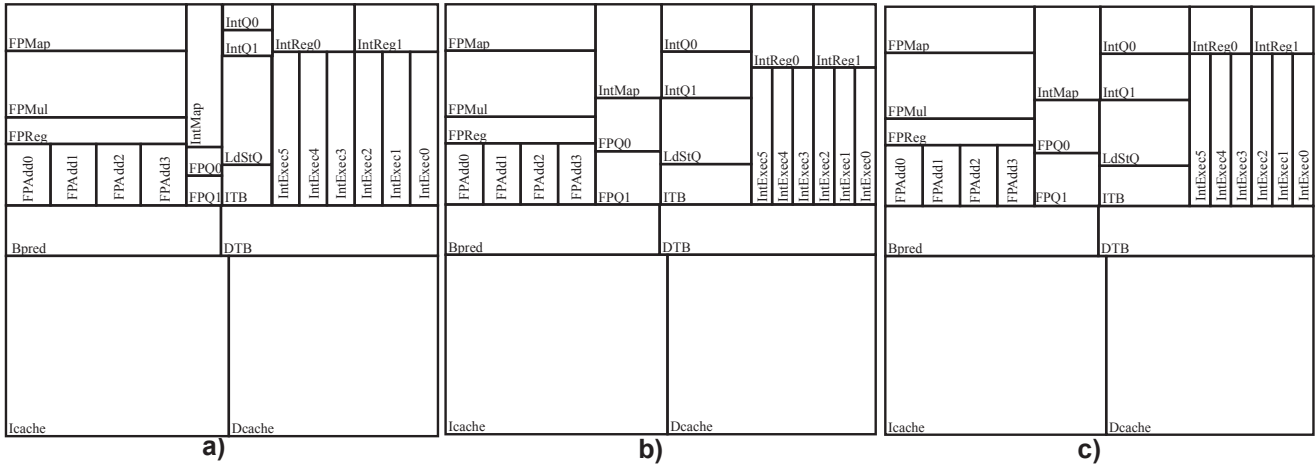 IntQ0
FPMap
IntQ1
IntReg0
IntReg1
FPMul
IntMap
FPReg
FPAdd0
FPAdd1
FPAdd2
FPAdd3
FPQ0
FPQ1
LdStQ
ITB
IntExec5
IntExec4
IntExec3
IntExec2
IntExec1
IntExec0
Bpred
DTB
Icache
Dcache
a)
FPMap
IntQ0
IntReg0
IntReg1
IntMap
IntQ1
FPMul
FPReg
FPQ0
FPAdd0
FPAdd1
FPAdd2
FPAdd3
FPQ1
LdStQ
ITB
IntExec5
IntExec4
IntExec3
IntExec2
IntExec1
IntExec0
Bpred
DTB
Icache
Dcache
b)
FPMap
IntQ0
IntReg0
IntReg1
IntMap
IntQ1
FPMul
FPReg
FPQ0
FPAdd0
FPAdd1
FPAdd2
FPAdd3
FPQ1
LdStQ
ITB
IntExec5
IntExec4
IntExec3
IntExec2
IntExec1
IntExec0
Bpred
DTB
Icache
Dcache
c)